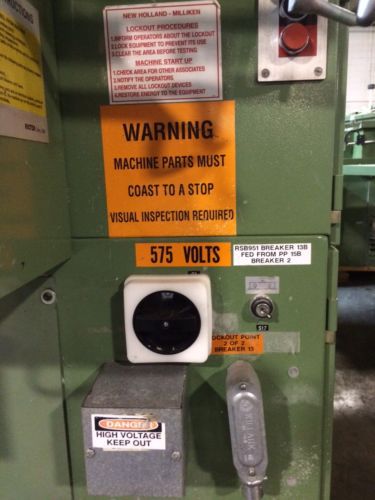 NEW HOLLAND - MILLIKEN
LOCKOUT PROCEDURES
1.INFORM OPERATORS ABOUT THE LOCKOUT
2.LOCK EQUIPMENT TO PREVENT ITS USE
3.CLEAR THE AREA BEFORE TESTING
MACHINE START UP
1.CHECK AREA FOR OTHER ASSOCIATES
2.NOTIFY THE OPERATORS.
3.REMOVE ALL LOCKOUT DEVICES
4.RESTORE ENERGY TO THE EQUIPMENT
WARNING
MACHINE PARTS MUST
COAST TO A STOP
VISUAL INSPECTION REQUIRED
575 VOLTS
RSB951 BREAKER 13B
FED FROM PP 15B
BREAKER 2
S17
LOCKOUT POINT
2 OF 2
BREAKER 13
DANGER
HIGH VOLTAGE
KEEP OUT